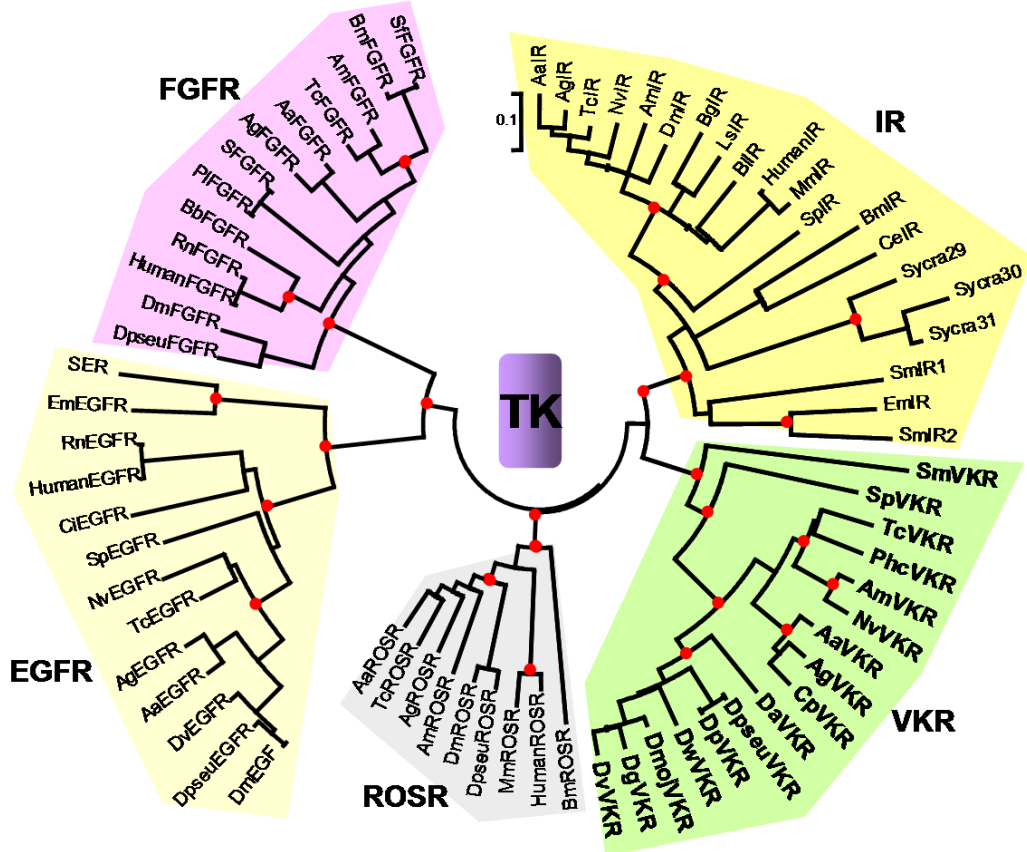 FGFR
SfFGFR
BmFGFR
AmFGFR
TcFGFR
AaFGFR
AgFGFR
SFGFR
PlFGFR
BbFGFR
RnFGFR
HumanFGFR
DmFGFR
DpseuFGFR
IR
0.1
AaIR
AgIR
TcIR
NvIR
AmIR
DmIR
BgIR
LsIR
BlIR
HumanIR
MmIR
SpIR
BmIR
CeIR
Sycra29
Sycra30
Sycra31
SmIR1
EmIR
SmIR2
TK
EGFR
SER
EmEGFR
RnEGFR
HumanEGFR
CiEGFR
SpEGFR
NvEGFR
TcEGFR
AgEGFR
AaEGFR
DvEGFR
DpseuEGFR
DmEGF
ROSR
AaROSR
TcROSR
AgROSR
AmROSR
DmROSR
DpseuROSR
MmROSR
HumanROSR
BmROSR
VKR
SmVKR
SpVKR
TcVKR
PhcVKR
AmVKR
NvVKR
AaVKR
AgVKR
CpVKR
DaVKR
DpseuVKR
DpVKR
DwVKR
DmojVKR
DgVKR
DvVKR